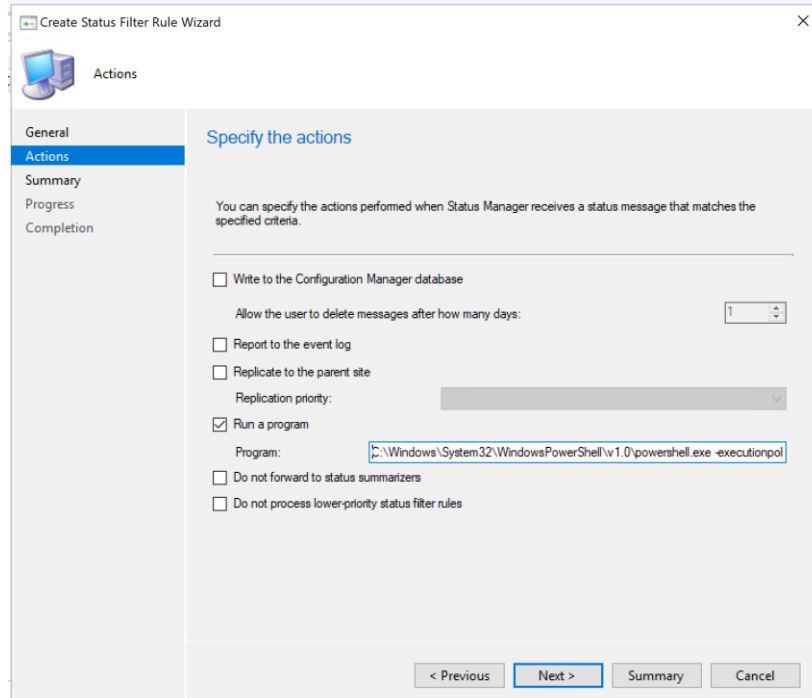 Create Status Filter Rule Wizard
Actions
General
Actions
Summary
Progress
Completion
Specify the actions
You can specify the actions performed when Status Manager receives a status message that matches the
specified criteria.
Write to the Configuration Manager database
Allow the user to delete messages after how many days: 1
Report to the event log
Replicate to the parent site
Replication priority:
Run a program
Program: C:\Windows\System32\WindowsPowerShell\v1.0\powershell.exe -executionpol
Do not forward to status summarizers
Do not process lower-priority status filter rules
< Previous Next > Summary Cancel